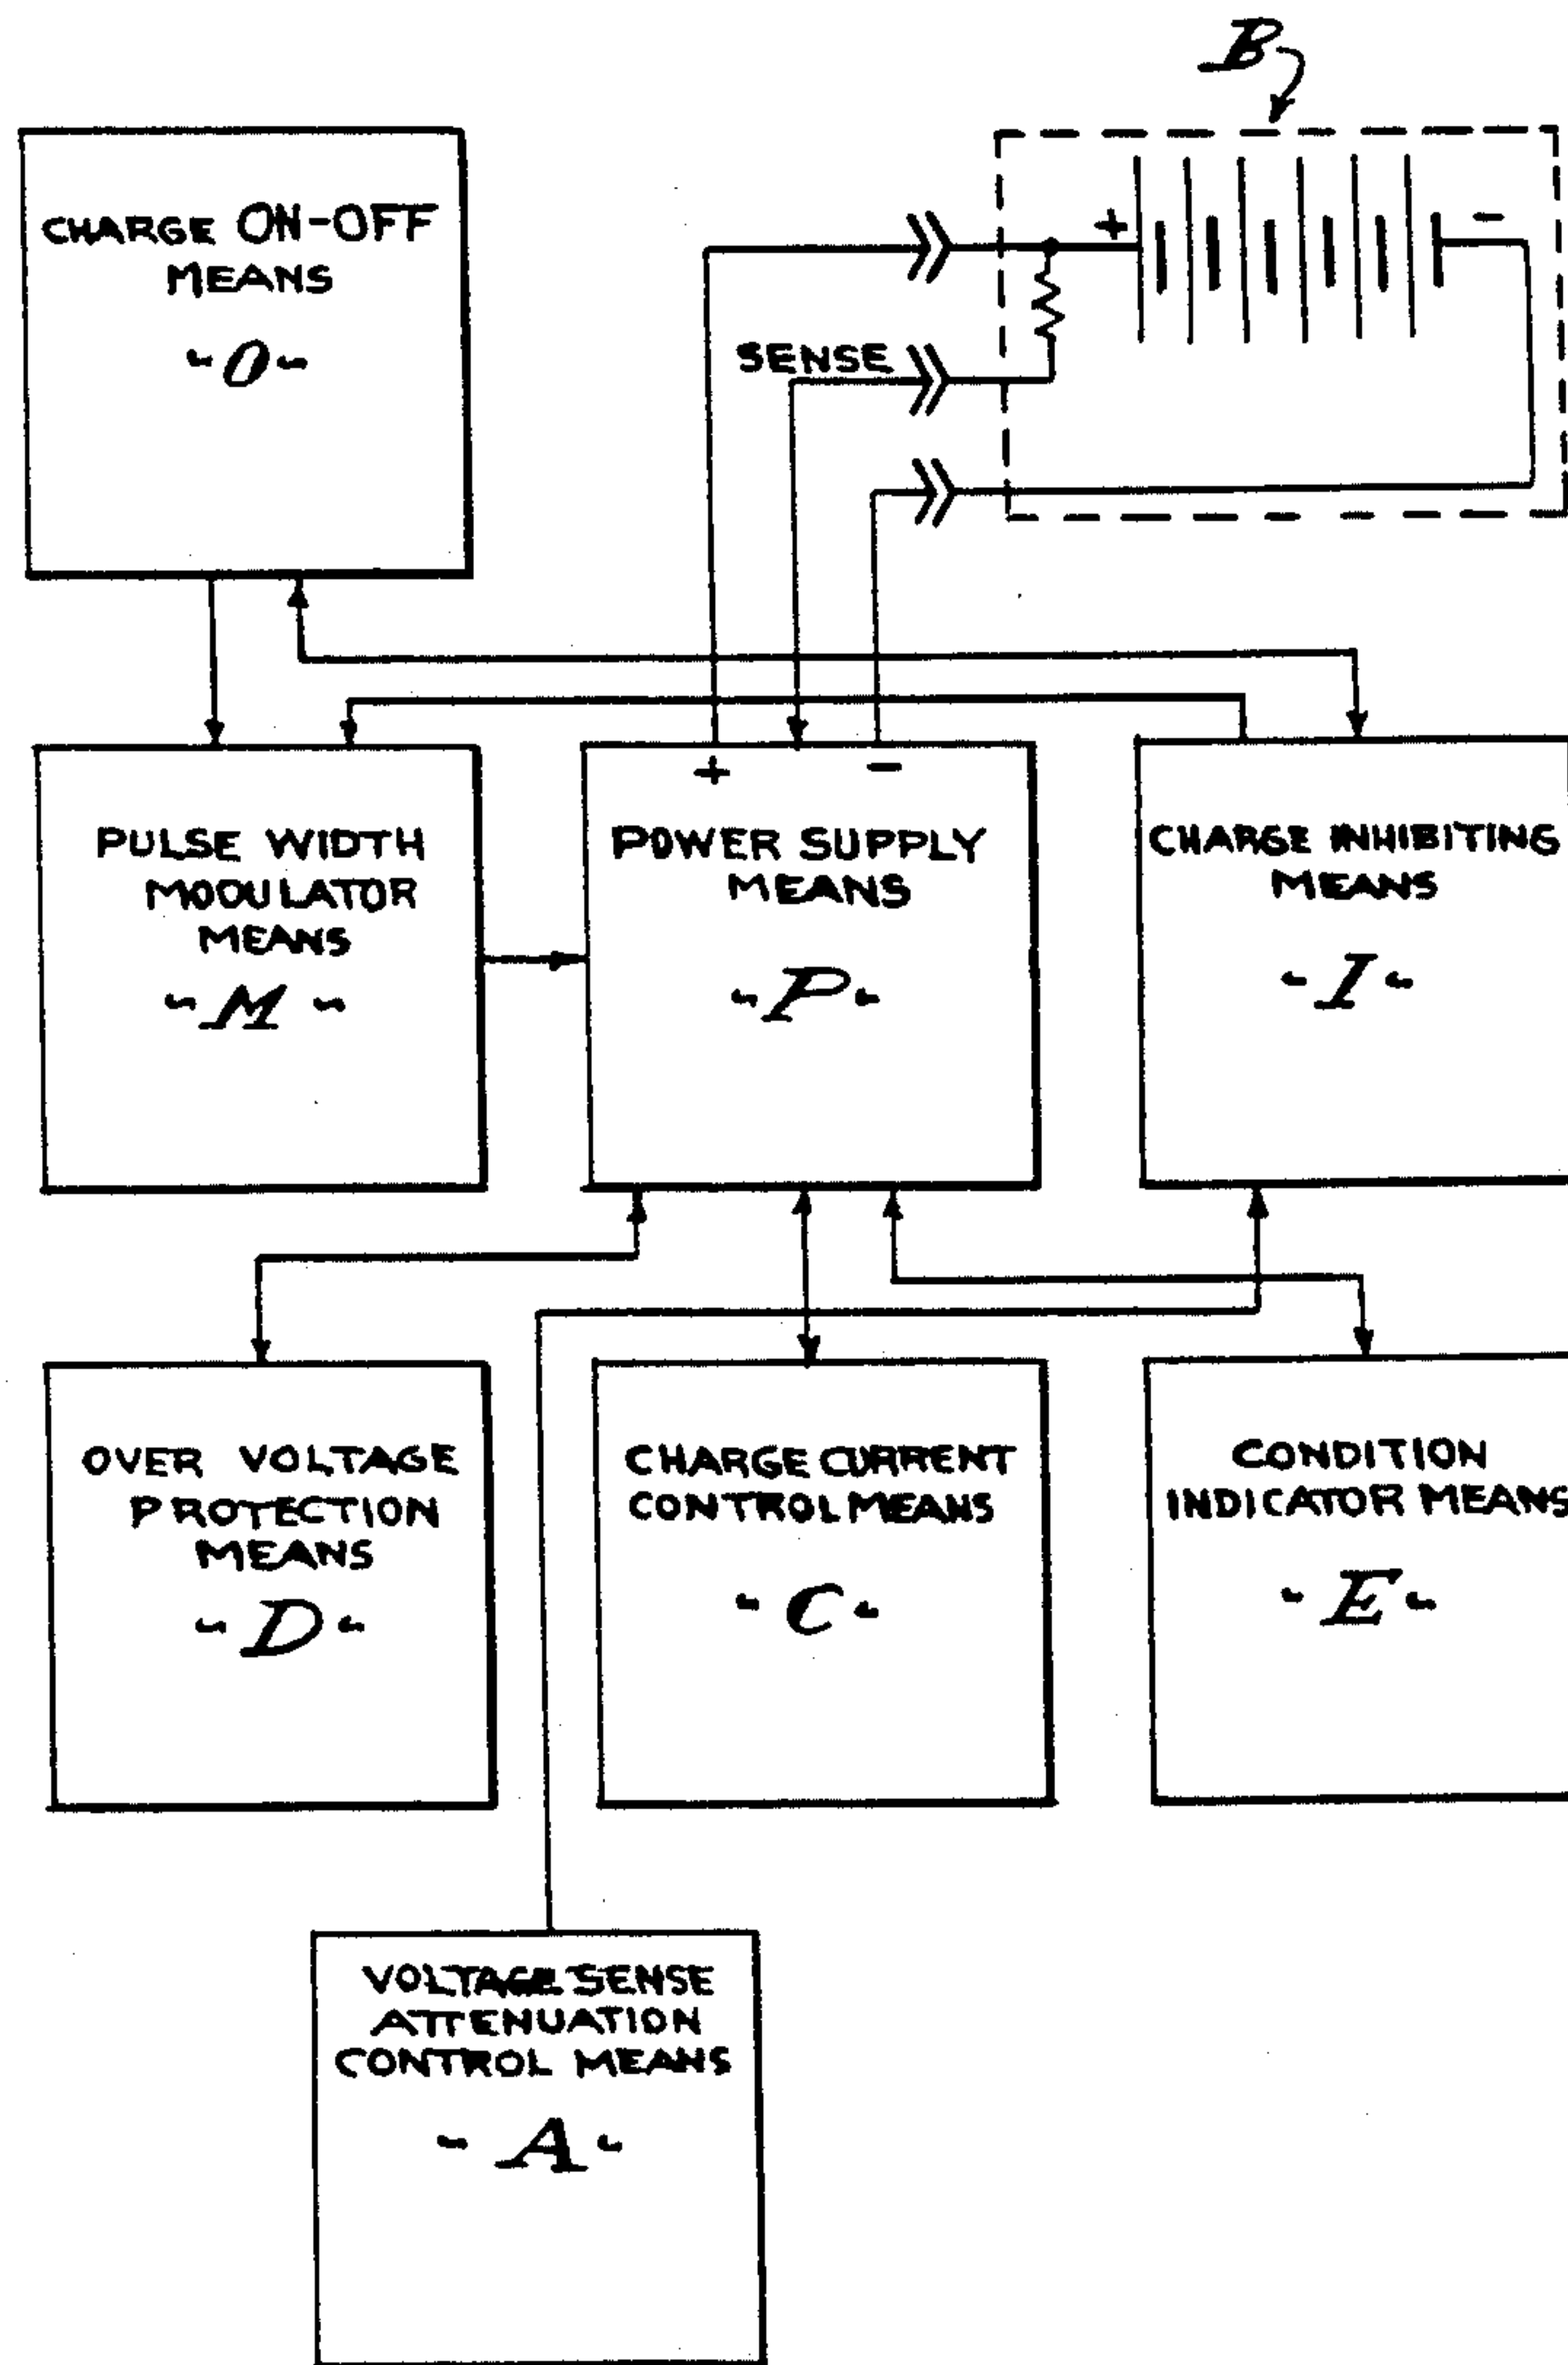 B
CHARGE ON-OFF
MEANS
-O-
+ -
SENSE
+ -
PULSE WIDTH
MODULATOR
MEANS
-M-
POWER SUPPLY
MEANS
-P-
CHARGE INHIBITING
MEANS
-I-
OVER VOLTAGE
PROTECTION
MEANS
-D-
CHARGE CURRENT
CONTROL MEANS
-C-
CONDITION
INDICATOR MEANS
-E-
VOLTAGE SENSE
ATTENUATION
CONTROL MEANS
-A-